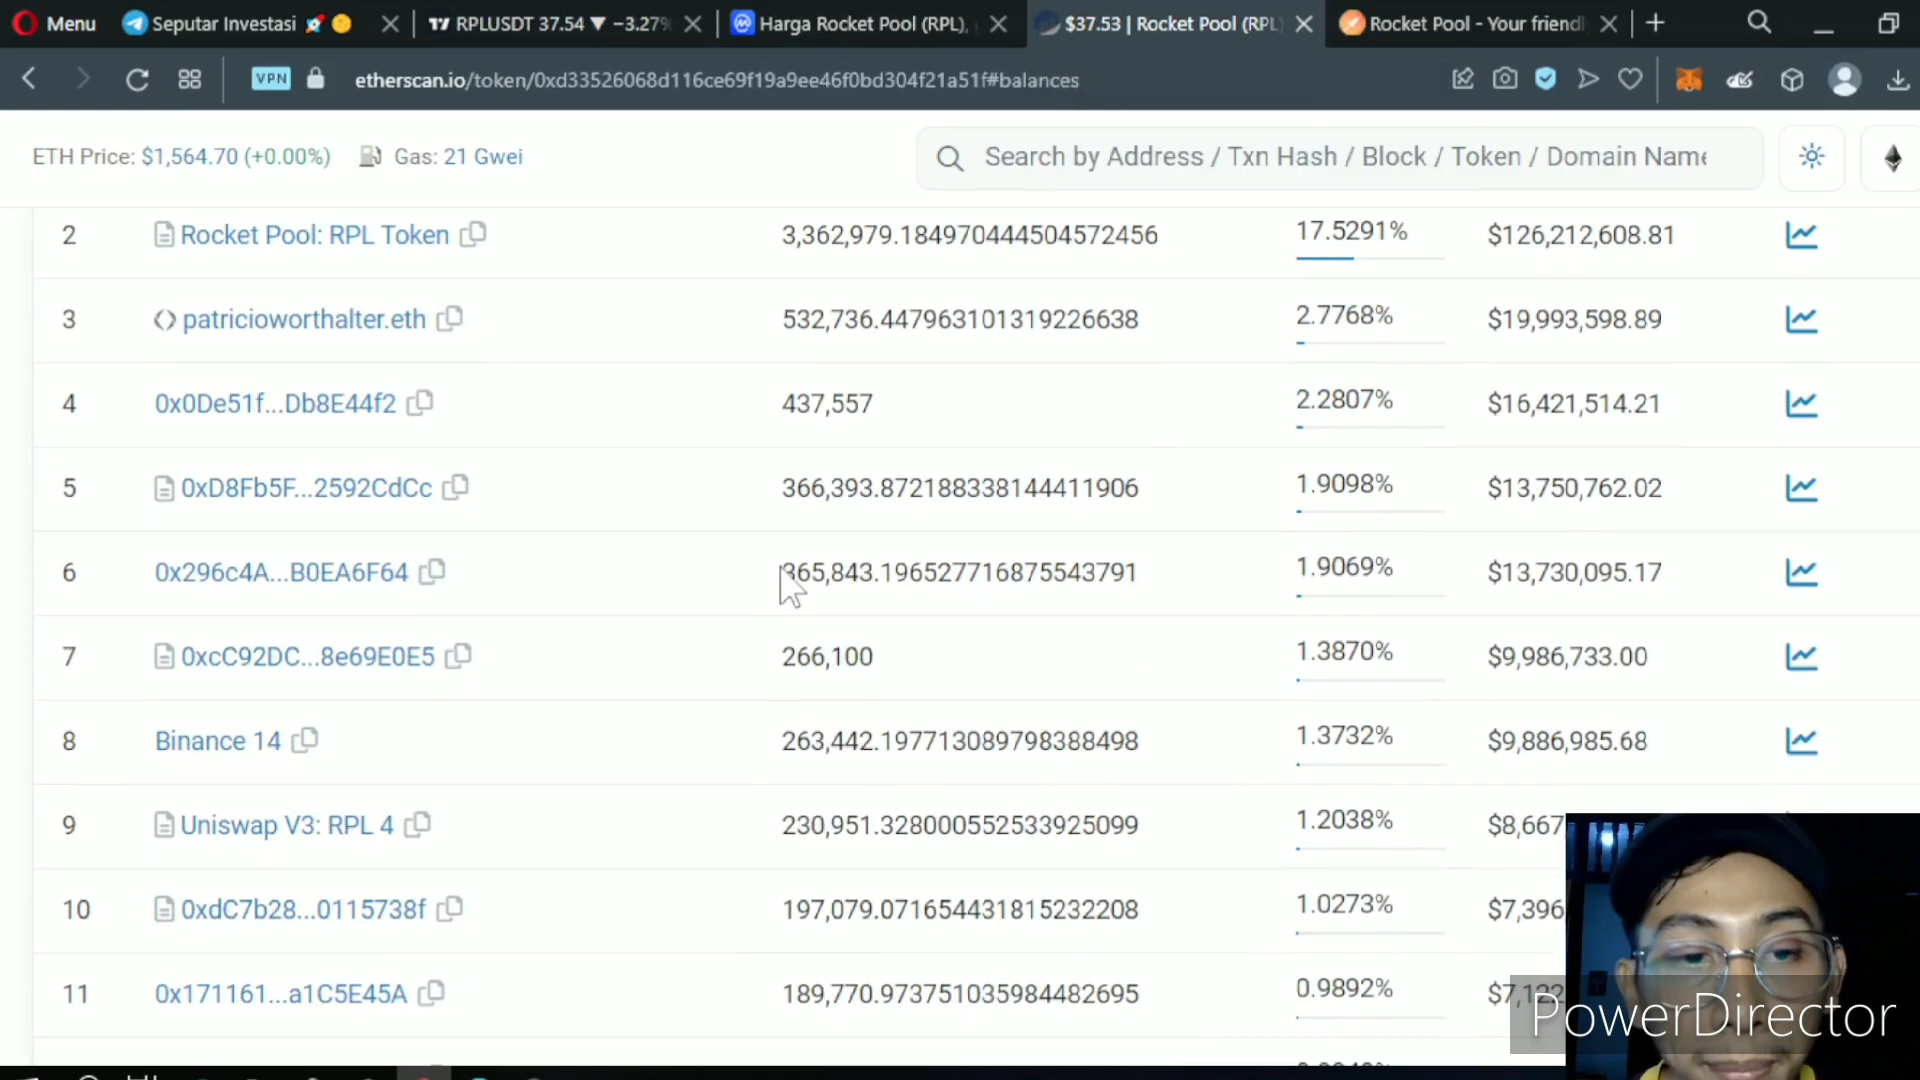 Menu Seputar Investasi RPLUSDT 37.54 ▼ −3.27% Harga Rocket Pool (RPL), $37.53 | Rocket Pool (RPL) Rocket Pool - Your friendl
VPN etherscan.io/token/0xd33526068d116ce69f19a9ee46f0bd304f21a51f#balances
ETH Price: $1,564.70 (+0.00%) Gas: 21 Gwei Search by Address / Txn Hash / Block / Token / Domain Name
2 Rocket Pool: RPL Token 3,362,979.184970444504572456 17.5291% $126,212,608.81
3 patricioworthalter.eth 532,736.447963101319226638 2.7768% $19,993,598.89
4 0x0De51f...Db8E44f2 437,557 2.2807% $16,421,514.21
5 0xD8Fb5F...2592CdCc 366,393.872188338144411906 1.9098% $13,750,762.02
6 0x296c4A...B0EA6F64 365,843.196527716875543791 1.9069% $13,730,095.17
7 0xcC92DC...8e69E0E5 266,100 1.3870% $9,986,733.00
8 Binance 14 263,442.197713089798388498 1.3732% $9,886,985.68
9 Uniswap V3: RPL 4 230,951.328000552533925099 1.2038% $8,667
10 0xdC7b28...0115738f 197,079.071654431815232208 1.0273% $7,396
11 0x171161...a1C5E45A 189,770.973751035984482695 0.9892% $7,122
PowerDirector